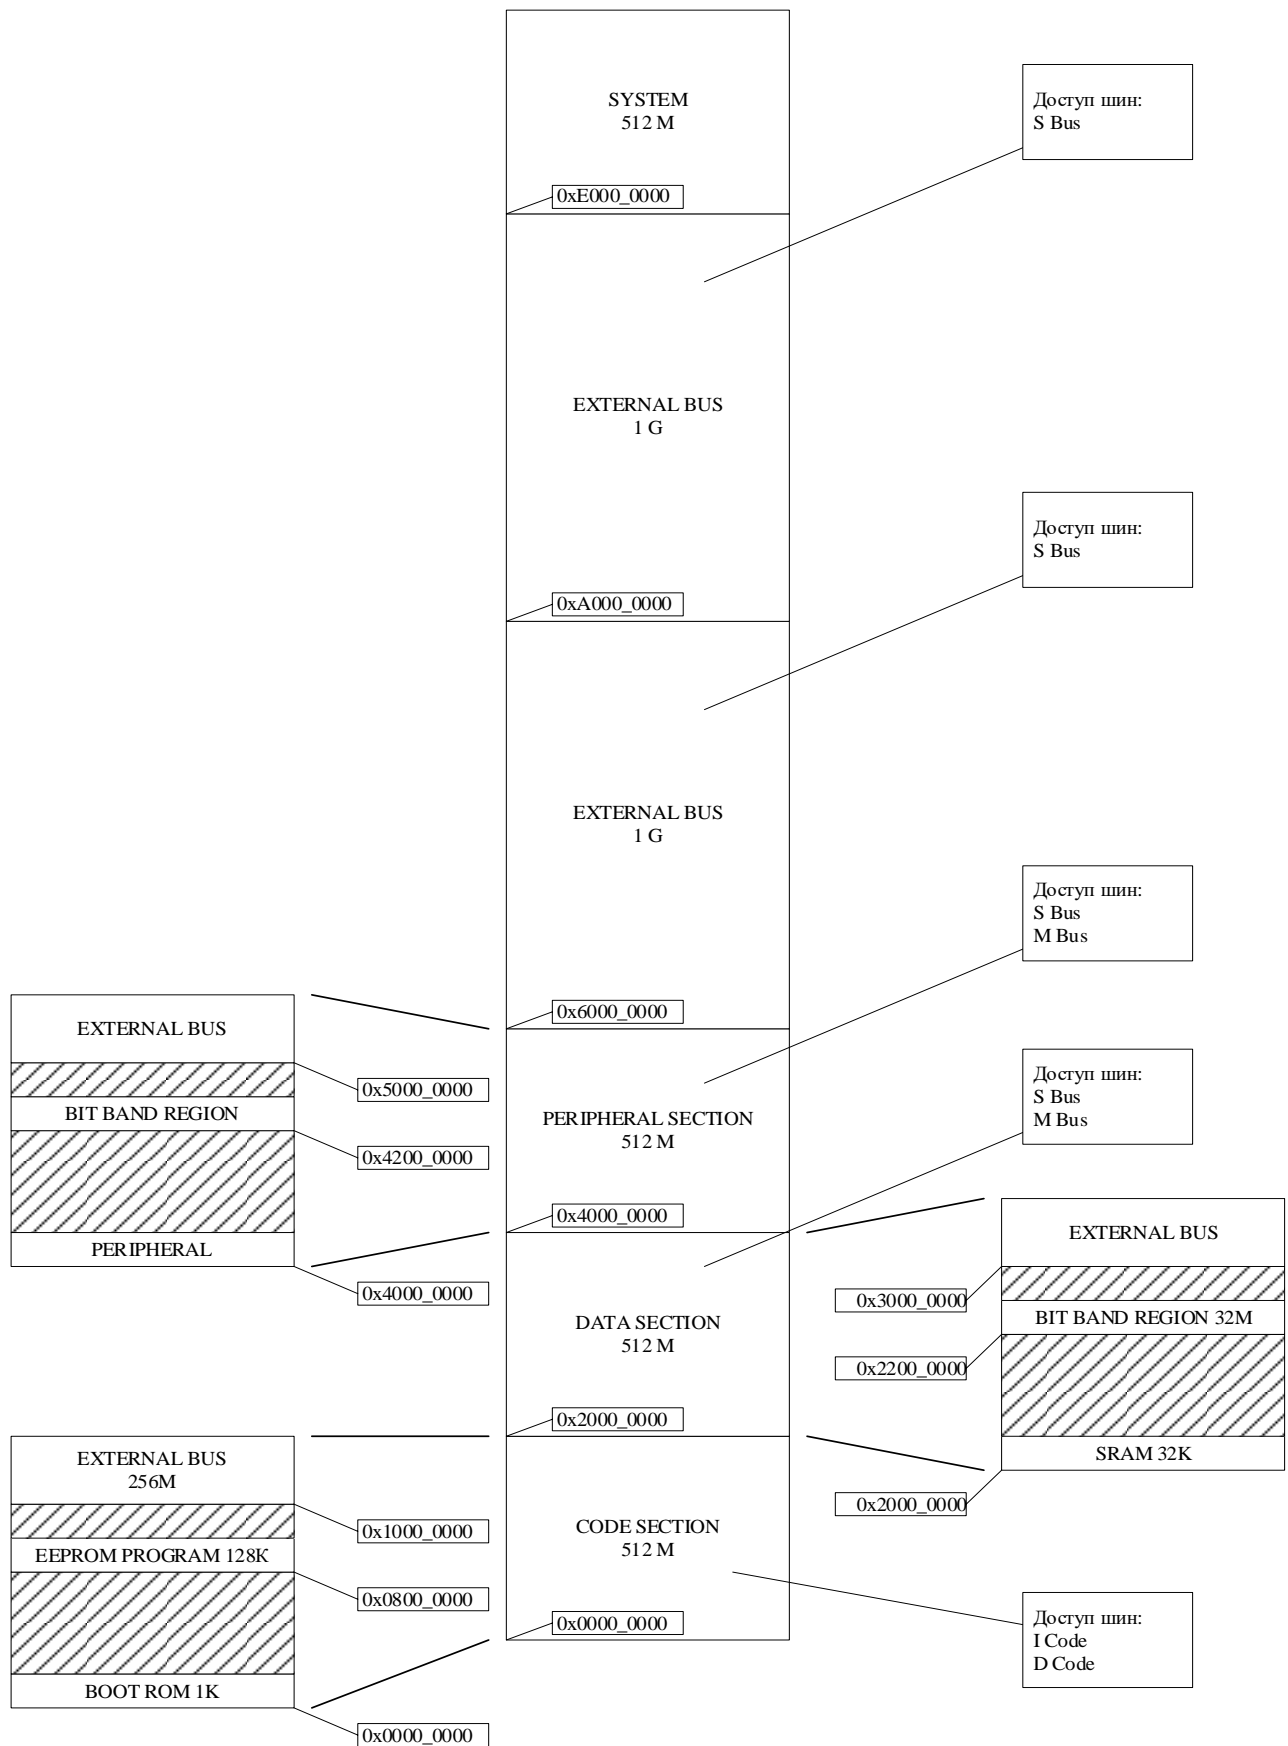 SYSTEM
512 M
Доступ шин:
S Bus
0xE000_0000
EXTERNAL BUS
1 G
Доступ шин:
S Bus
0xA000_0000
EXTERNAL BUS
1 G
Доступ шин:
S Bus
M Bus
0x6000_0000
EXTERNAL BUS
0x5000_0000
BIT BAND REGION
0x4200_0000
PERIPHERAL
0x4000_0000
PERIPHERAL SECTION
512 M
Доступ шин:
S Bus
M Bus
0x4000_0000
EXTERNAL BUS
0x3000_0000
BIT BAND REGION 32M
0x2200_0000
SRAM 32K
0x2000_0000
DATA SECTION
512 M
0x2000_0000
EXTERNAL BUS
256M
0x1000_0000
EEPROM PROGRAM 128K
0x0800_0000
BOOT ROM 1K
0x0000_0000
CODE SECTION
512 M
0x0000_0000
Доступ шин:
I Code
D Code